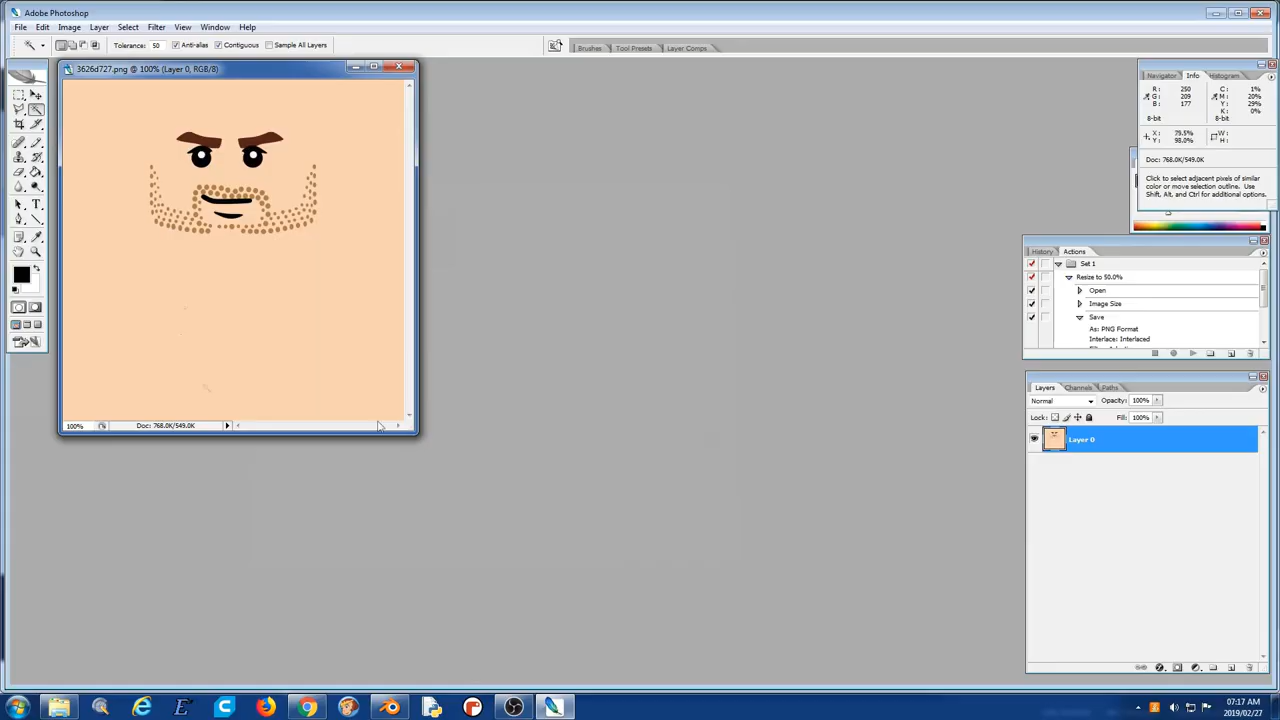 Adobe Photoshop
File Edit Image Layer Select Filter View Window Help
Tolerance: 50 Anti-alias Contiguous Sample All Layers
Brushes Tool Presets Layer Comps
3626d727.png @ 100% (Layer 0, RGB/8)
100% Doc: 768.0K/549.0K
Navigator Info Histogram
R: 250 C: 1%
G: 209 M: 20%
B: 177 Y: 29%
K: 0%
8-bit 8-bit
X: 79.5% W:
Y: 98.0% H:
Doc: 768.0K/549.0K
Click to select adjacent pixels of similar
color or move selection outline. Use
Shift, Alt, and Ctrl for additional options.
History Actions
Set 1
Resize to 50.0%
Open
Image Size
Save
As: PNG Format
Interlace: Interlaced
Layers Channels Paths
Normal Opacity: 100%
Lock: Fill: 100%
Layer 0
07:17 AM
2019/02/27